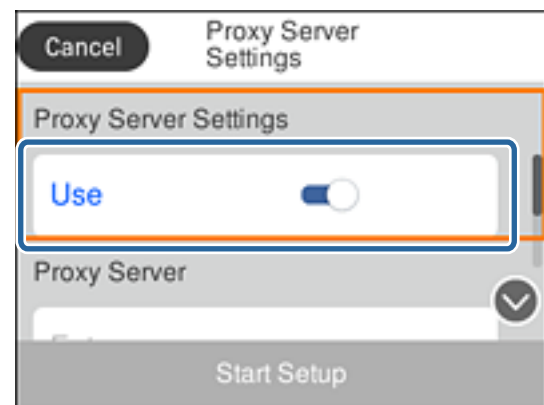 Cancel
Proxy Server
Settings
Proxy Server Settings
Use
Proxy Server
Start Setup